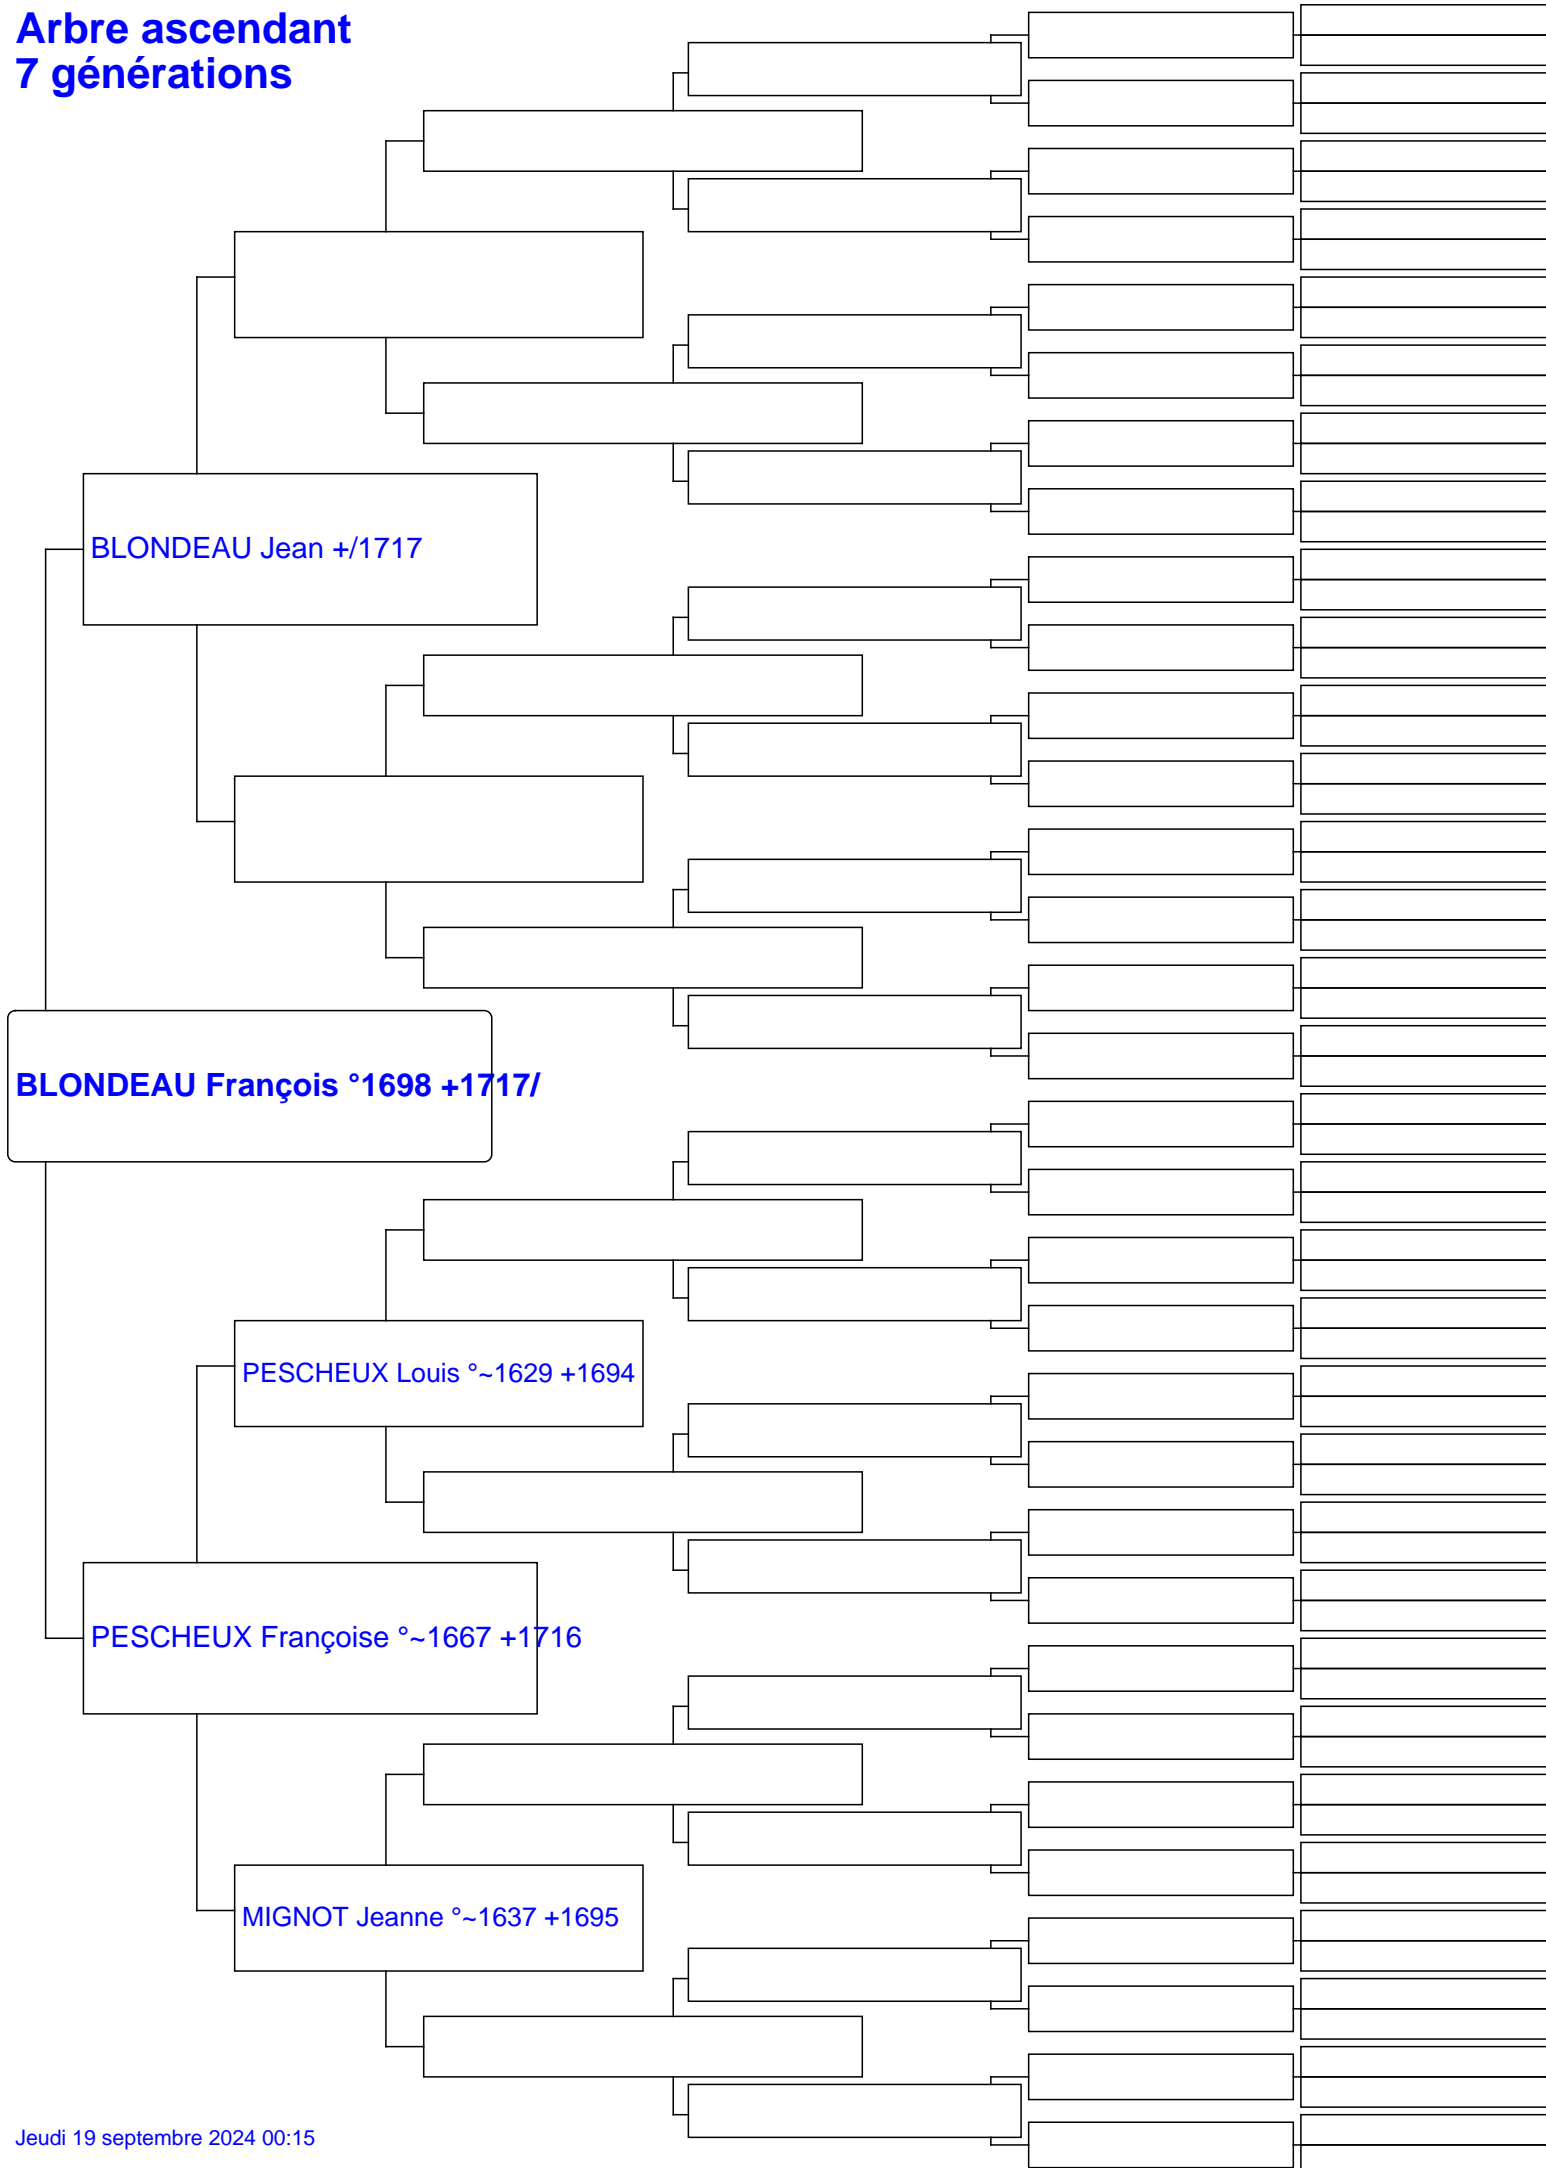 Arbre ascendant
7 générations
BLONDEAU Jean +/1717
BLONDEAU François °1698 +1717/
PESCHEUX Louis °~1629 +1694
PESCHEUX Françoise °~1667 +1716
MIGNOT Jeanne °~1637 +1695
Jeudi 19 septembre 2024 00:15